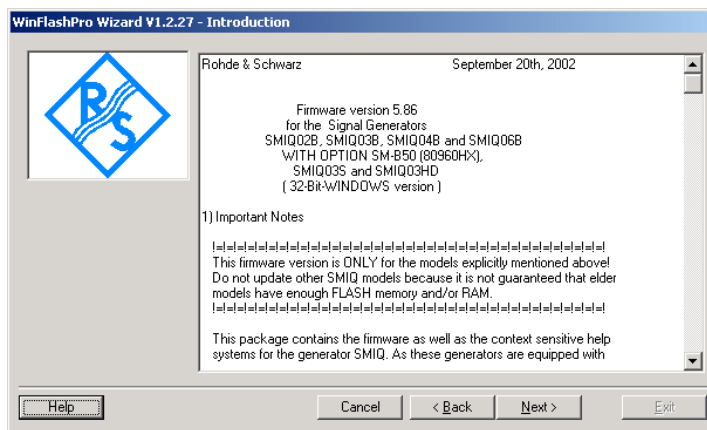 WinFlashPro Wizard V1.2.27 - Introduction
R S
Rohde & Schwarz September 20th, 2002
Firmware version 5.86
for the Signal Generators
SMIQ02B, SMIQ03B, SMIQ04B and SMIQ06B
WITH OPTION SM-B50 (80960HX),
SMIQ03S and SMIQ03HD
( 32-Bit-WINDOWS version )
1) Important Notes
!=!=!=!=!=!=!=!=!=!=!=!=!=!=!=!=!=!=!=!=!=!=!=!=!=!=!=!=!=!=!=!=!=!=!=!
This firmware version is ONLY for the models explicitly mentioned above!
Do not update other SMIQ models because it is not guaranteed that elder
models have enough FLASH memory and/or RAM.
!=!=!=!=!=!=!=!=!=!=!=!=!=!=!=!=!=!=!=!=!=!=!=!=!=!=!=!=!=!=!=!=!=!=!=!
This package contains the firmware as well as the context sensitive help
systems for the generator SMIQ. As these generators are equipped with
Help Cancel < Back Next > Exit